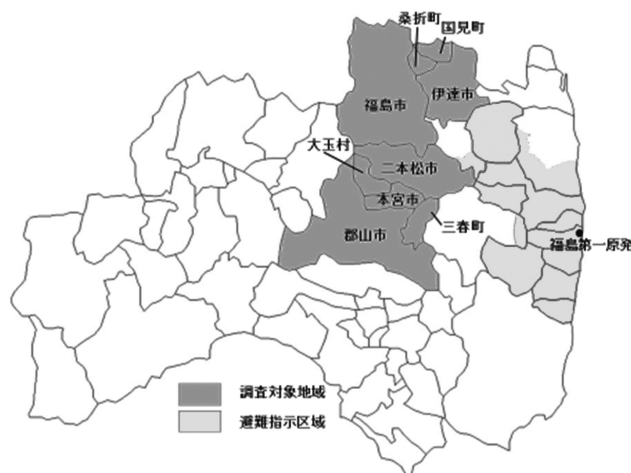 桑折町
国見町
伊達市
福島市
大玉村
二本松市
本宮市
三春町
郡山市
福島第一原発
調査対象地域
避難指示区域